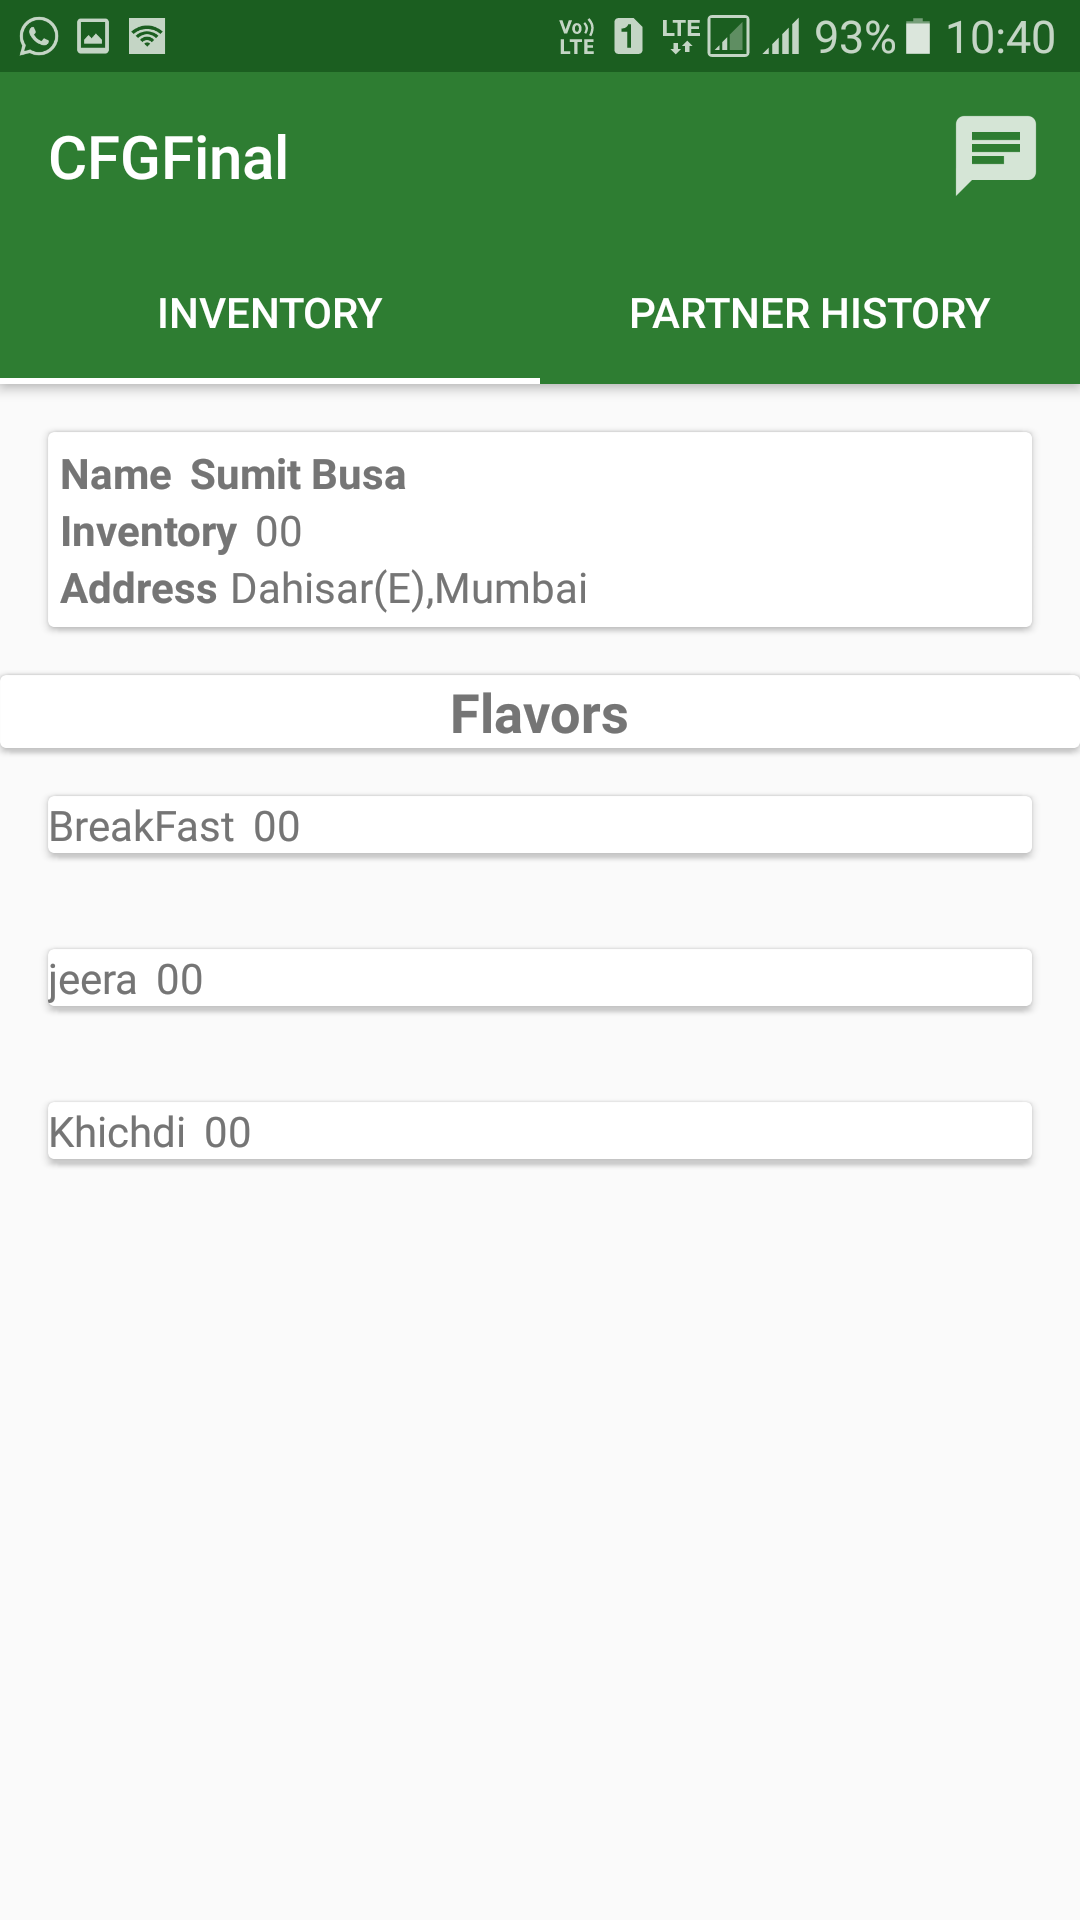 Vo)) LTE 1 LTE 93% 10:40
CFGFinal
INVENTORY PARTNER HISTORY
Name Sumit Busa
Inventory 00
Address Dahisar(E),Mumbai
Flavors
BreakFast 00
jeera 00
Khichdi 00